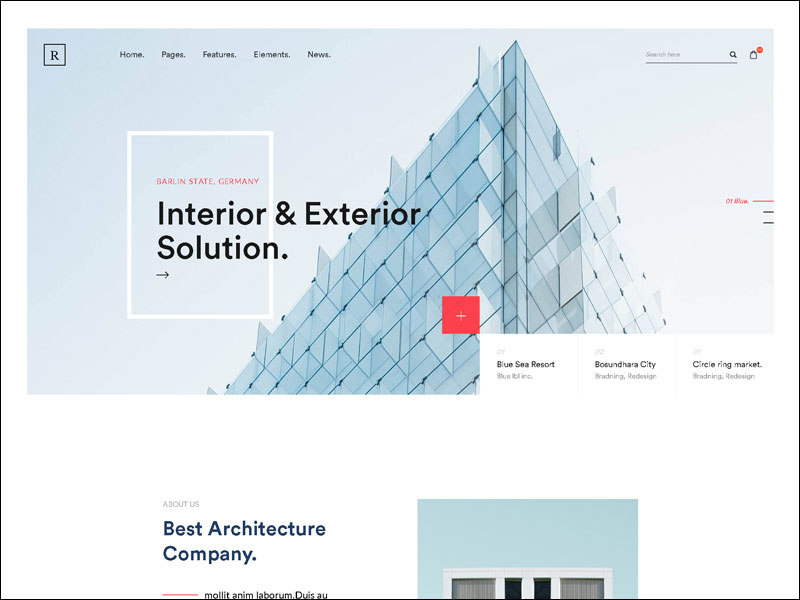 R
Home.
Pages.
Features.
Elements.
News.
Search here
BARLIN STATE, GERMANY
Interior & Exterior
Solution.
01 Blue.
01
Blue Sea Resort
Blue lbl inc.
02
Bosundhara City
Bradning, Redesign
01
Circle ring market.
Bradning, Redesign
ABOUT US
Best Architecture
Company.
mollit anim laborum.Duis au